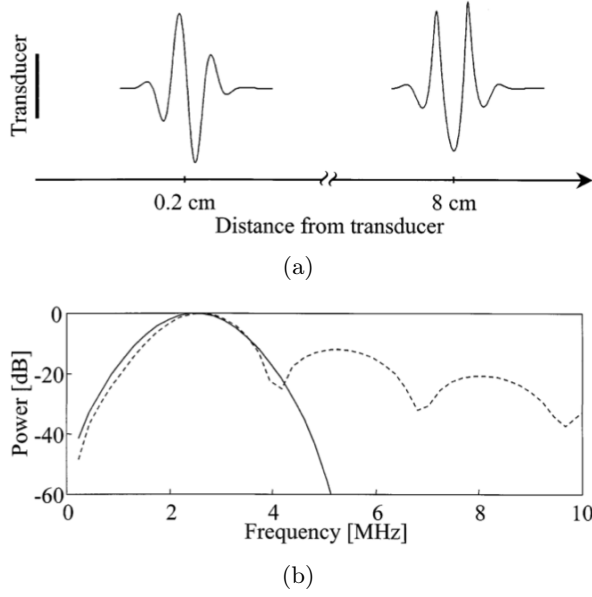 Transducer
0.2 cm
8 cm
Distance from transducer
(a)
Power [dB]
0
-20
-40
-60
0
2
4
6
8
10
Frequency [MHz]
(b)